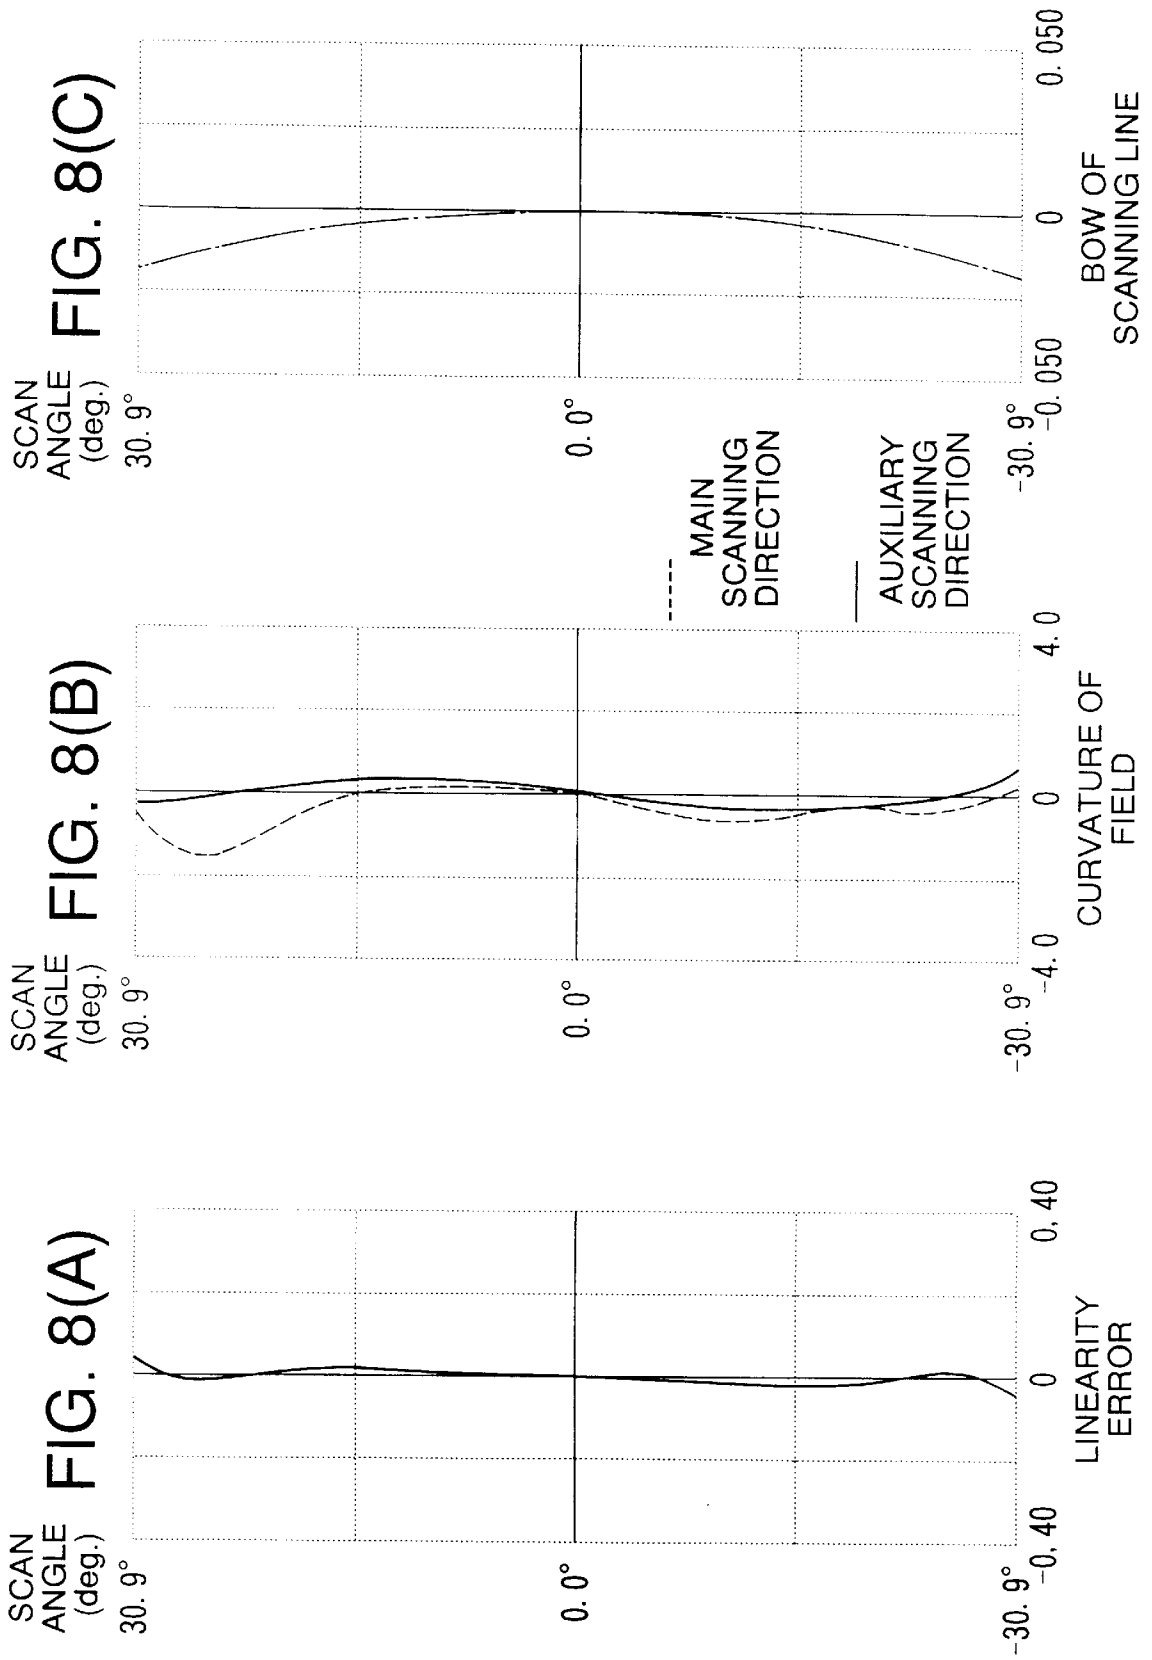 FIG. 8(A)
SCAN
ANGLE
(deg.)
30. 9°
0. 0°
-30. 9°
-0, 40
0
0, 40
LINEARITY
ERROR
FIG. 8(B)
SCAN
ANGLE
(deg.)
30. 9°
0. 0°
-30. 9°
-4. 0
0
4. 0
CURVATURE OF
FIELD
MAIN
SCANNING
DIRECTION
AUXILIARY
SCANNING
DIRECTION
FIG. 8(C)
SCAN
ANGLE
(deg.)
30. 9°
0. 0°
-30. 9°
-0. 050
0
0. 050
BOW OF
SCANNING LINE